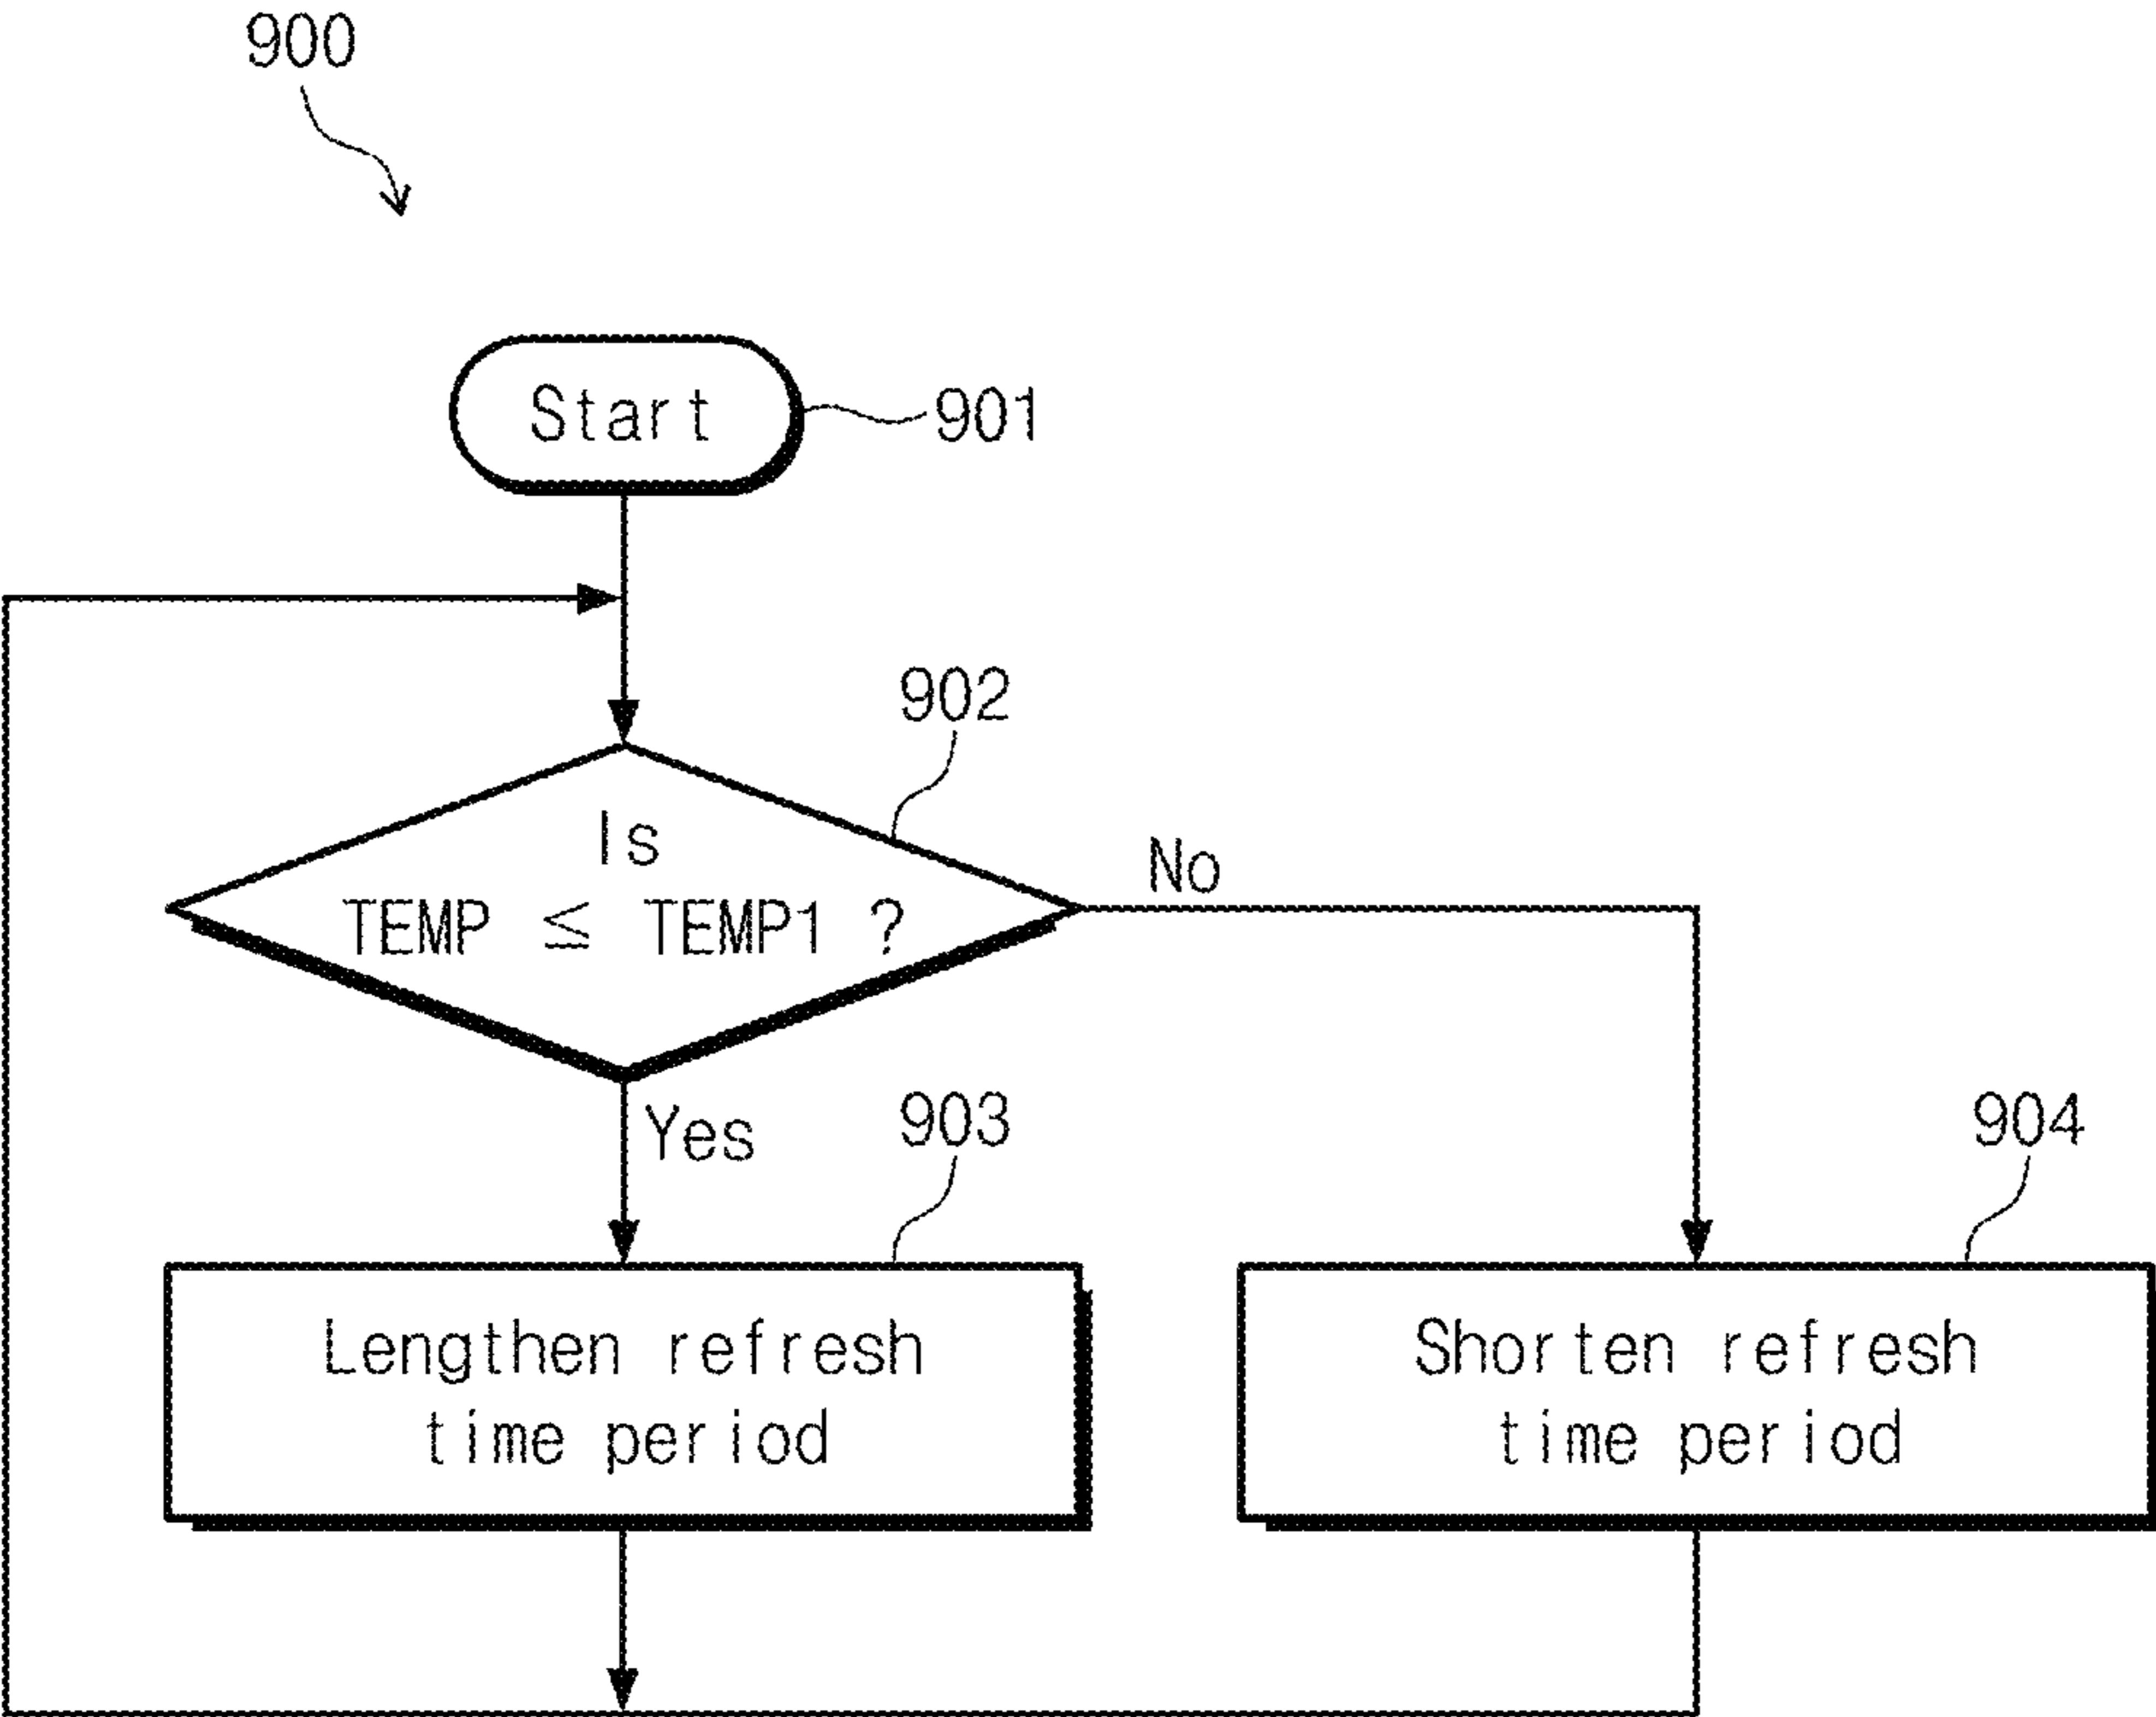 900
Start
901
902
Is
TEMP ≦ TEMP1 ?
No
Yes
903
904
Lengthen refresh
time period
Shorten refresh
time period